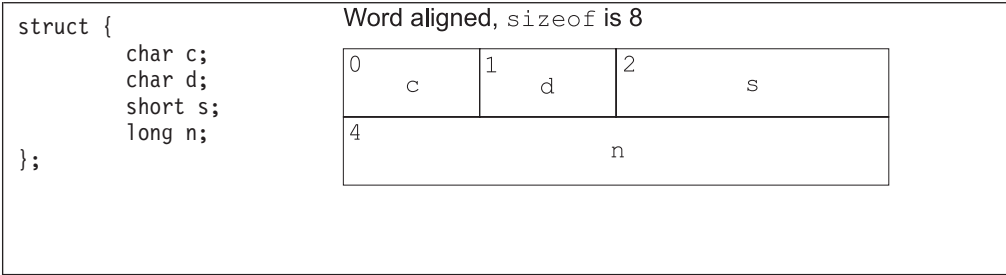 struct {
char c;
char d;
short s;
long n;
};
Word aligned, sizeof is 8
0 c 1 d 2 s
4 n